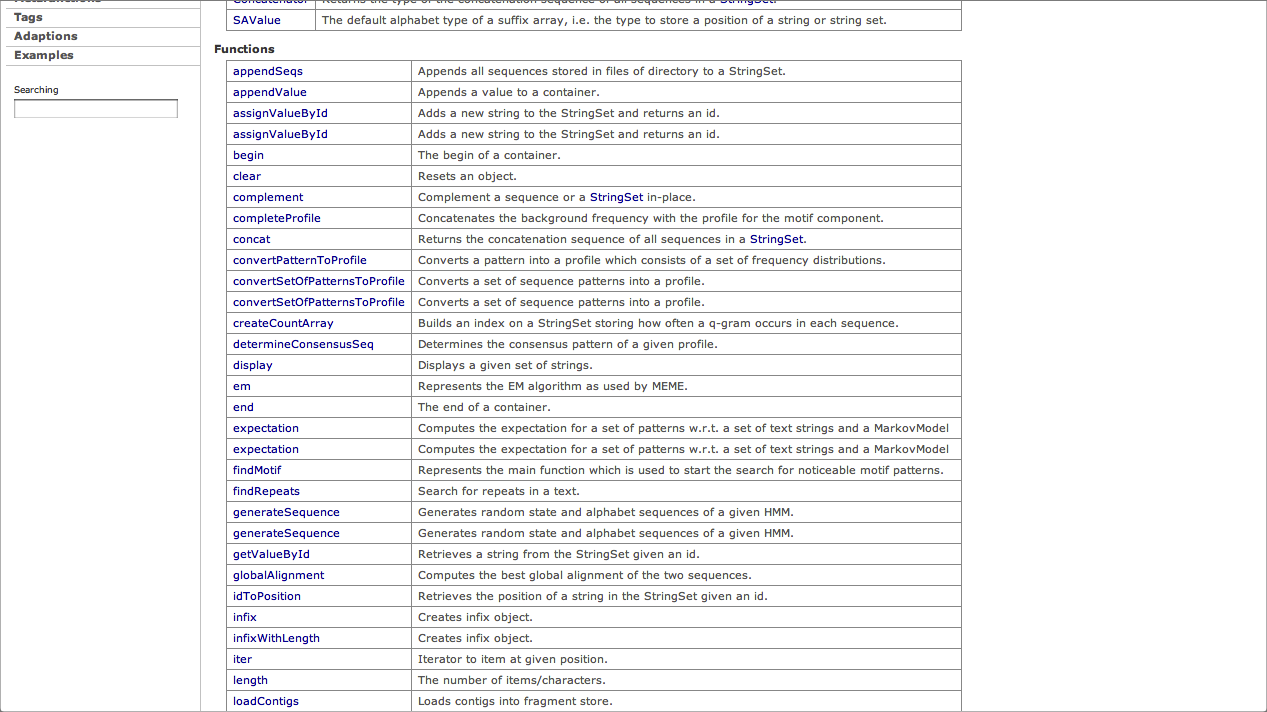 Tags
Adaptions
Examples
Searching
SAValue The default alphabet type of a suffix array, i.e. the type to store a position of a string or string set.
Functions
appendSeqs Appends all sequences stored in files of directory to a StringSet.
appendValue Appends a value to a container.
assignValueById Adds a new string to the StringSet and returns an id.
assignValueById Adds a new string to the StringSet and returns an id.
begin The begin of a container.
clear Resets an object.
complement Complement a sequence or a StringSet in-place.
completeProfile Concatenates the background frequency with the profile for the motif component.
concat Returns the concatenation sequence of all sequences in a StringSet.
convertPatternToProfile Converts a pattern into a profile which consists of a set of frequency distributions.
convertSetOfPatternsToProfile Converts a set of sequence patterns into a profile.
convertSetOfPatternsToProfile Converts a set of sequence patterns into a profile.
createCountArray Builds an index on a StringSet storing how often a q-gram occurs in each sequence.
determineConsensusSeq Determines the consensus pattern of a given profile.
display Displays a given set of strings.
em Represents the EM algorithm as used by MEME.
end The end of a container.
expectation Computes the expectation for a set of patterns w.r.t. a set of text strings and a MarkovModel
expectation Computes the expectation for a set of patterns w.r.t. a set of text strings and a MarkovModel
findMotif Represents the main function which is used to start the search for noticeable motif patterns.
findRepeats Search for repeats in a text.
generateSequence Generates random state and alphabet sequences of a given HMM.
generateSequence Generates random state and alphabet sequences of a given HMM.
getValueById Retrieves a string from the StringSet given an id.
globalAlignment Computes the best global alignment of the two sequences.
idToPosition Retrieves the position of a string in the StringSet given an id.
infix Creates infix object.
infixWithLength Creates infix object.
iter Iterator to item at given position.
length The number of items/characters.
loadContigs Loads contigs into fragment store.